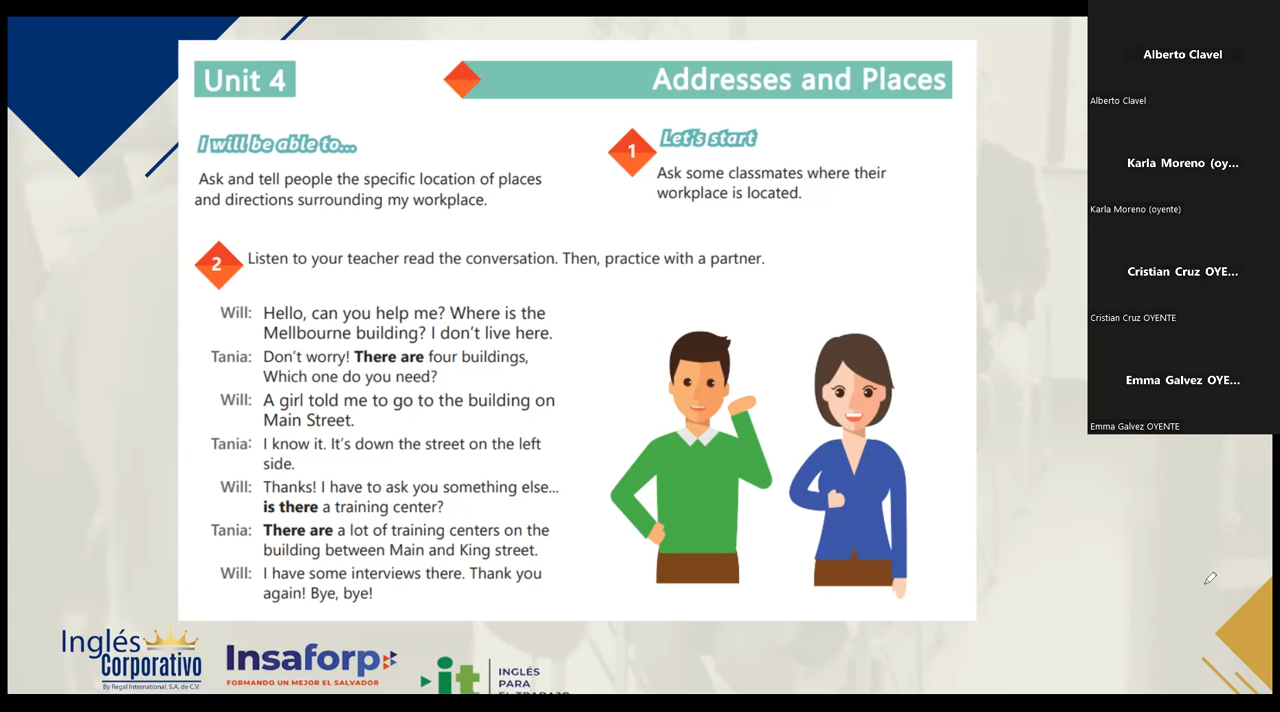 Unit 4
Addresses and Places
I will be able to...
Ask and tell people the specific location of places
and directions surrounding my workplace.
1
Let's start
Ask some classmates where their
workplace is located.
2
Listen to your teacher read the conversation. Then, practice with a partner.
Will: Hello, can you help me? Where is the
Mellbourne building? I don't live here.
Tania: Don't worry! There are four buildings,
Which one do you need?
Will: A girl told me to go to the building on
Main Street.
Tania: I know it. It's down the street on the left
side.
Will: Thanks! I have to ask you something else...
is there a training center?
Tania: There are a lot of training centers on the
building between Main and King street.
Will: I have some interviews there. Thank you
again! Bye, bye!
Inglés
Corporativo
By Regal International, S.A. de C.V.
Insaforp
FORMANDO UN MEJOR EL SALVADOR
it
INGLÉS
PARA
EL TRABAJO
Alberto Clavel
Alberto Clavel
Karla Moreno (oy...
Karla Moreno (oyente)
Cristian Cruz OYE...
Cristian Cruz OYENTE
Emma Galvez OYE...
Emma Galvez OYENTE